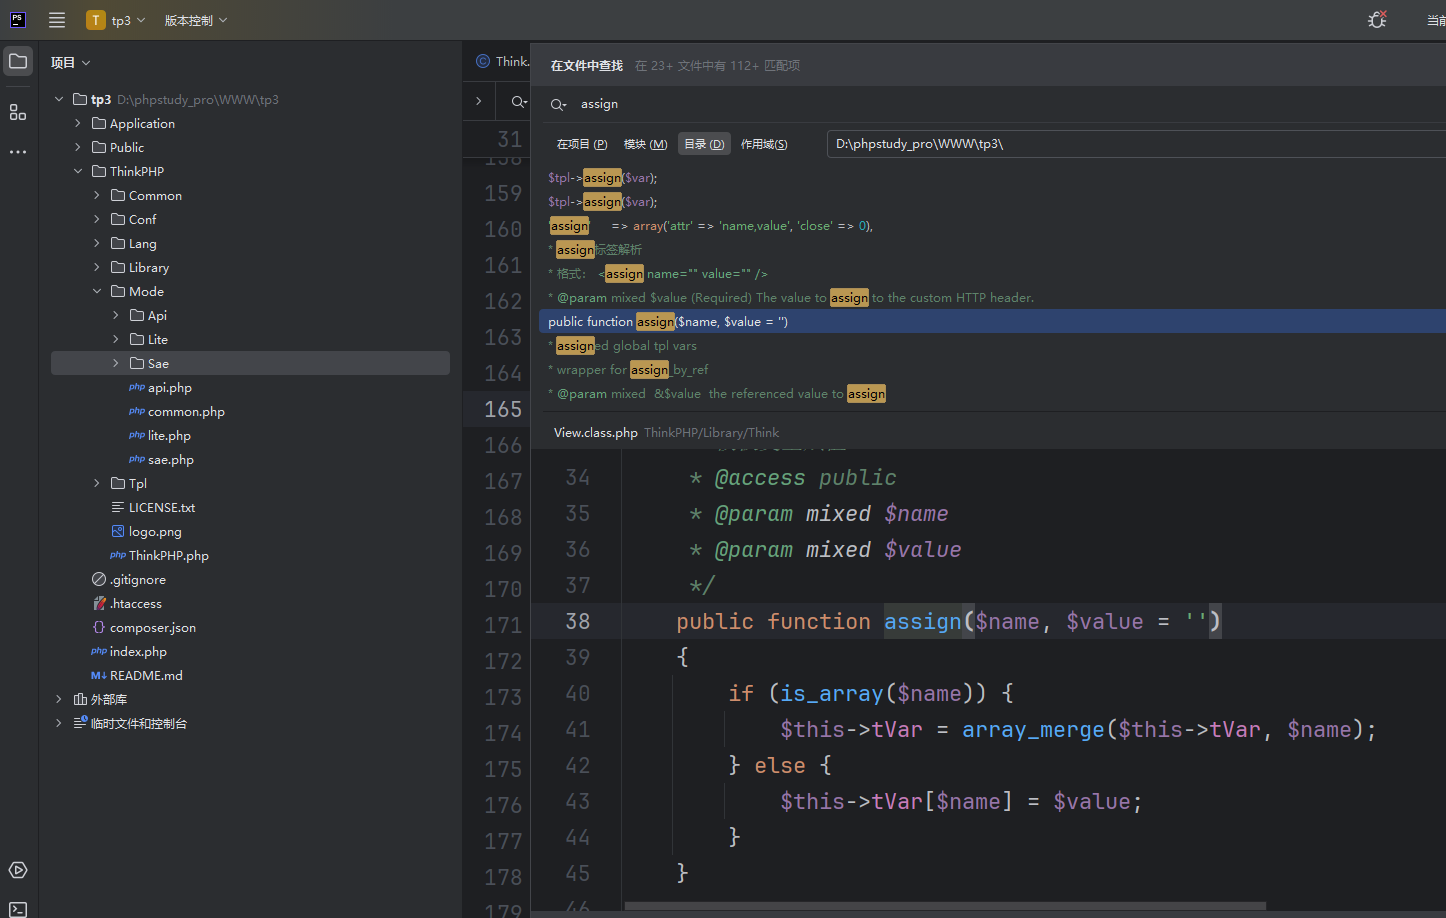 PS
T tp3 版本控制 当前
项目
tp3 D:\phpstudy_pro\WWW\tp3
Application
Public
ThinkPHP
Common
Conf
Lang
Library
Mode
Api
Lite
Sae
php api.php
php common.php
php lite.php
php sae.php
Tpl
LICENSE.txt
logo.png
php ThinkPHP.php
.gitignore
.htaccess
{} composer.json
php index.php
M↓ README.md
外部库
临时文件和控制台
C Think.
31
158
159
160
161
162
163
164
165
166
167
168
169
170
171
172
173
174
175
176
177
178
179
在文件中查找 在 23+ 文件中有 112+ 匹配项
assign
在项目 (P) 模块 (M) 目录 (D) 作用域(S) D:\phpstudy_pro\WWW\tp3\
$tpl->assign($var);
$tpl->assign($var);
'assign' => array('attr' => 'name,value', 'close' => 0),
* assign标签解析
* 格式： <assign name="" value="" />
* @param mixed $value (Required) The value to assign to the custom HTTP header.
public function assign($name, $value = '')
* assigned global tpl vars
* wrapper for assign_by_ref
* @param mixed &$value the referenced value to assign
View.class.php ThinkPHP/Library/Think
34 * @access public
35 * @param mixed $name
36 * @param mixed $value
37 */
38 public function assign($name, $value = '')
39 {
40 if (is_array($name)) {
41 $this->tVar = array_merge($this->tVar, $name);
42 } else {
43 $this->tVar[$name] = $value;
44 }
45 }
46